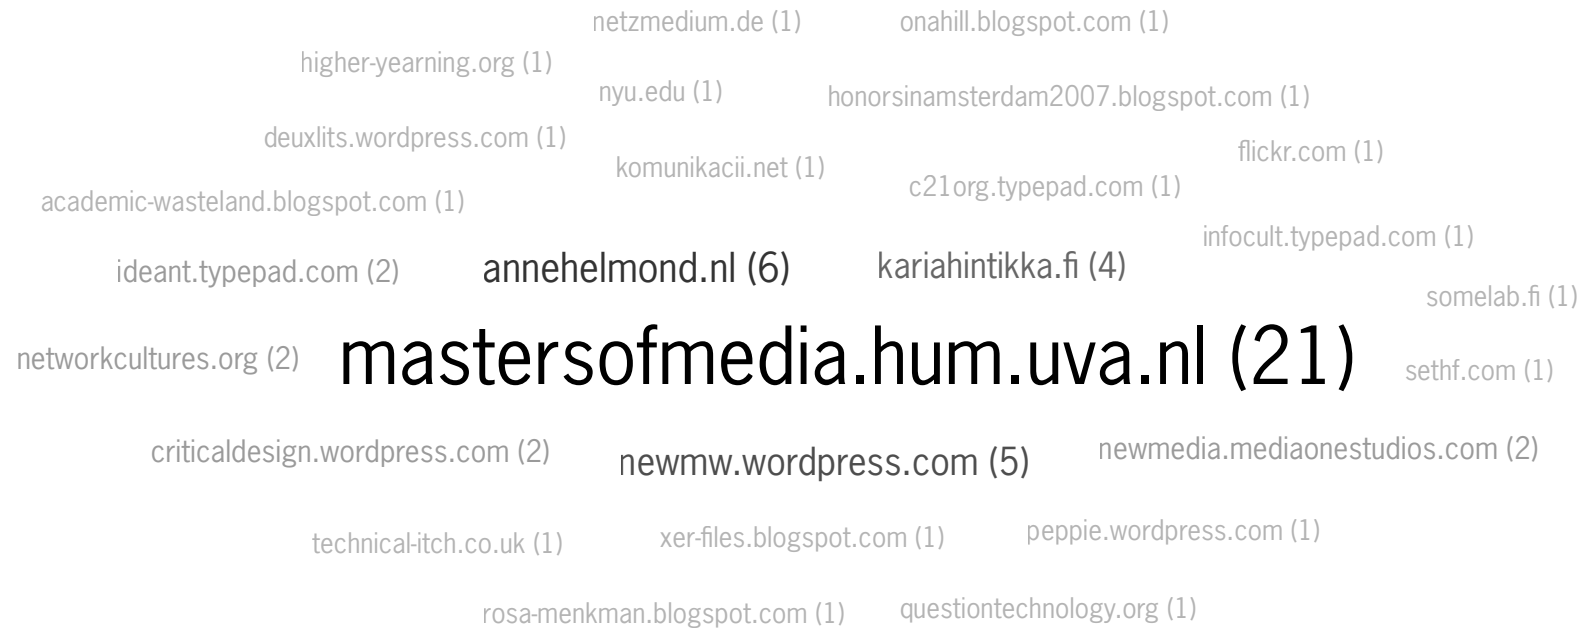 netzmedium.de (1)
onahill.blogspot.com (1)
higher-yearning.org (1)
nyu.edu (1)
honorsinamsterdam2007.blogspot.com (1)
deuxlits.wordpress.com (1)
flickr.com (1)
komunikacii.net (1)
c21org.typepad.com (1)
academic-wasteland.blogspot.com (1)
infocult.typepad.com (1)
ideant.typepad.com (2)
annehelmond.nl (6)
kariahintikka.fi (4)
somelab.fi (1)
networkcultures.org (2)
mastersofmedia.hum.uva.nl (21)
sethf.com (1)
criticaldesign.wordpress.com (2)
newmw.wordpress.com (5)
newmedia.mediaonestudios.com (2)
technical-itch.co.uk (1)
xer-files.blogspot.com (1)
peppie.wordpress.com (1)
rosa-menkman.blogspot.com (1)
questiontechnology.org (1)